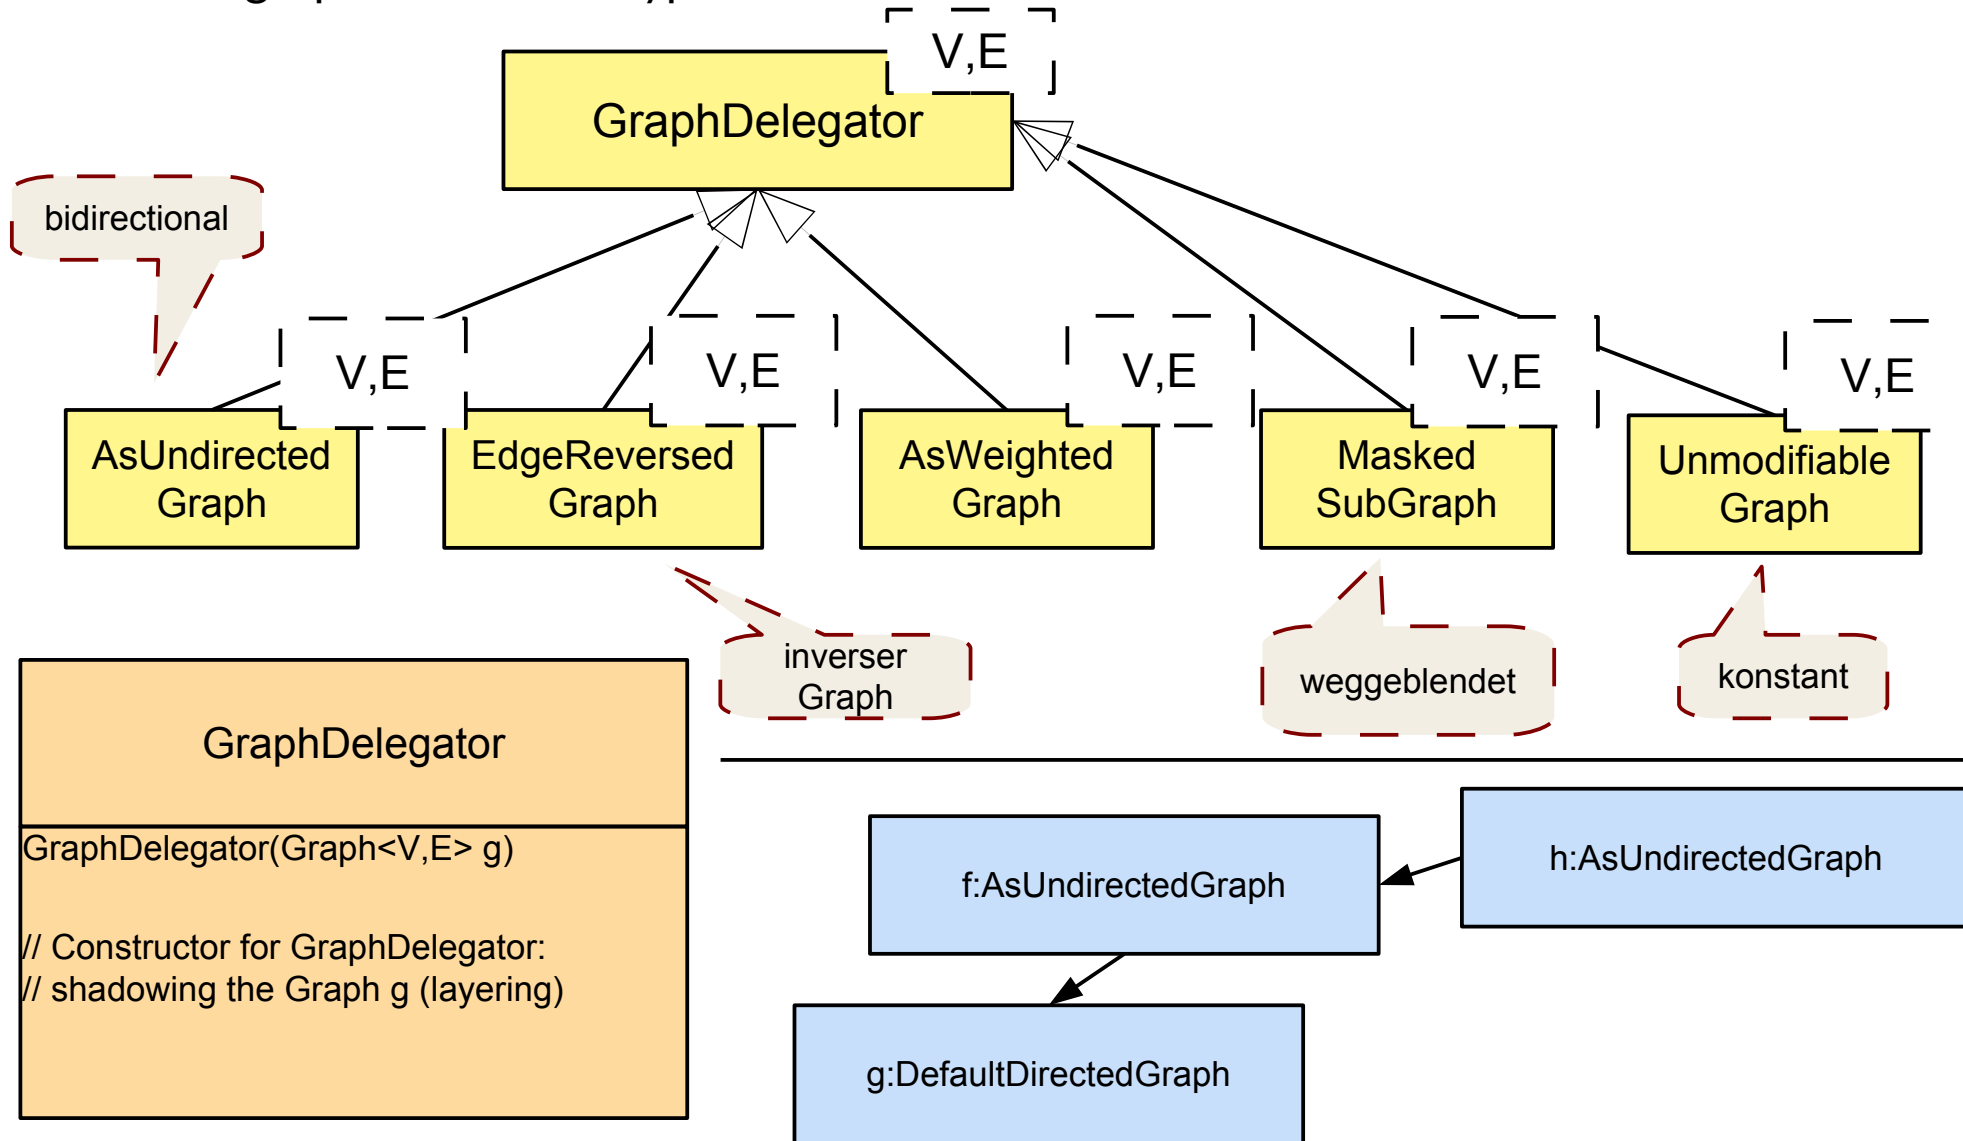 V,E
GraphDelegator
bidirectional
V,E
V,E
V,E
V,E
V,E
AsUndirected
Graph
EdgeReversed
Graph
AsWeighted
Graph
Masked
SubGraph
Unmodifiable
Graph
inverser
Graph
weggeblendet
konstant
GraphDelegator
GraphDelegator(Graph<V,E> g)
// Constructor for GraphDelegator:
// shadowing the Graph g (layering)
h:AsUndirectedGraph
f:AsUndirectedGraph
g:DefaultDirectedGraph